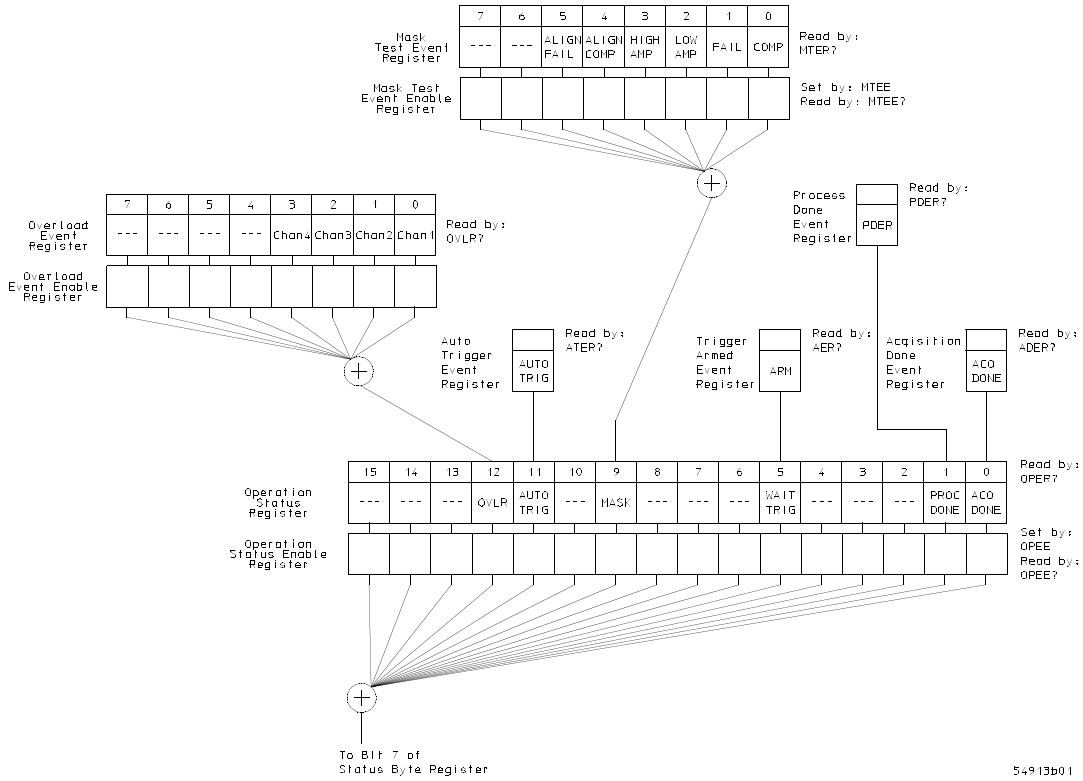 7 6 5 4 3 2 1 0
Mask
Test Event
Register
--- --- ALIGN FAIL ALIGN COMP HIGH AMP LOW AMP FAIL COMP
Read by:
MTER?
Mask Test
Event Enable
Register
Set by: MTEE
Read by: MTEE?
7 6 5 4 3 2 1 0
Overload
Event
Register
--- --- --- --- Chan4 Chan3 Chan2 Chan1
Read by:
OVLR?
Overload
Event Enable
Register
Process
Done
Event
Register
PDER
Read by:
PDER?
Auto
Trigger
Event
Register
AUTO
TRIG
Read by:
ATER?
Trigger
Armed
Event
Register
ARM
Read by:
AER?
Acqisition
Done
Event
Register
ACQ
DONE
Read by:
ADER?
15 14 13 12 11 10 9 8 7 6 5 4 3 2 1 0
Operation
Status
Register
--- --- --- OVLR AUTO TRIG --- MASK --- --- --- WAIT TRIG --- --- --- PROC DONE ACQ DONE
Read by:
OPER?
Operation
Status Enable
Register
Set by:
OPEE
Read by:
OPEE?
To Bit 7 of
Status Byte Register
54913b01